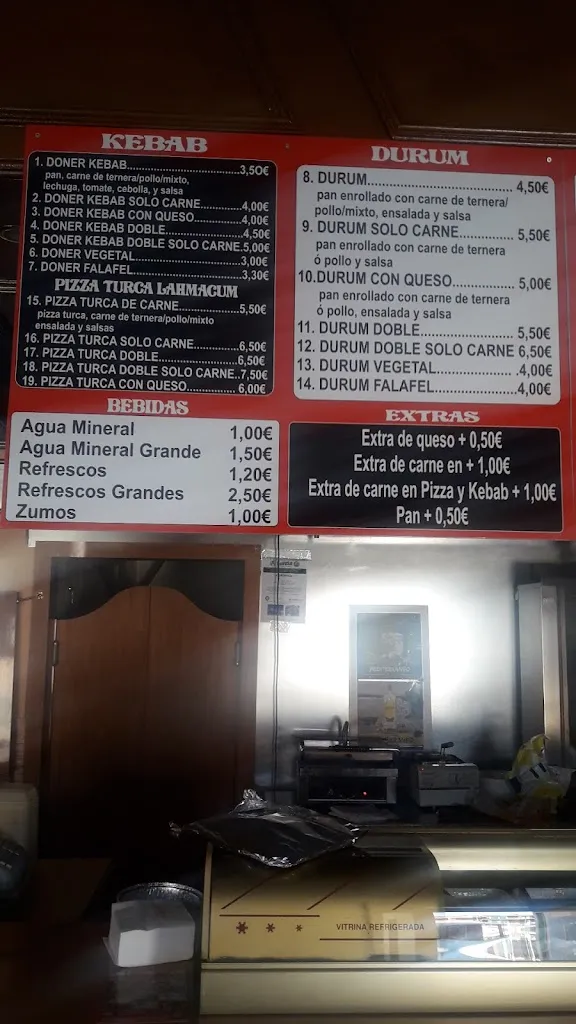 KEBAB
1. DONER KEBAB..............................3,50€
pan, carne de ternera/pollo/mixto,
lechuga, tomate, cebolla, y salsa
2. DONER KEBAB SOLO CARNE............4,00€
3. DONER KEBAB CON QUESO..............4,00€
4. DONER KEBAB DOBLE......................4,50€
5. DONER KEBAB DOBLE SOLO CARNE.5,00€
6. DONER VEGETAL............................3,00€
7. DONER FALAFEL............................3,30€
PIZZA TURCA LAHMACUM
15. PIZZA TURCA DE CARNE..................5,50€
pizza turca, carne de ternera/pollo/mixto
ensalada y salsas
16. PIZZA TURCA SOLO CARNE..............6,50€
17. PIZZA TURCA DOBLE......................6,50€
18. PIZZA TURCA DOBLE SOLO CARNE..7,50€
19. PIZZA TURCA CON QUESO...............6,00€
DURUM
8. DURUM.................................. 4,50€
pan enrollado con carne de ternera/
pollo/mixto, ensalada y salsa
9. DURUM SOLO CARNE............. 5,50€
pan enrollado con carne de ternera
ó pollo y salsa
10.DURUM CON QUESO............... 5,00€
pan enrollado con carne de ternera
ó pollo, ensalada y salsa
11. DURUM DOBLE...................... 5,50€
12. DURUM DOBLE SOLO CARNE 6,50€
13. DURUM VEGETAL.................. .4,00€
14. DURUM FALAFEL....................4,00€
BEBIDAS
Agua Mineral 1,00€
Agua Mineral Grande 1,50€
Refrescos 1,20€
Refrescos Grandes 2,50€
Zumos 1,00€
EXTRAS
Extra de queso + 0,50€
Extra de carne en + 1,00€
Extra de carne en Pizza y Kebab + 1,00€
Pan + 0,50€
VITRINA REFRIGERADA